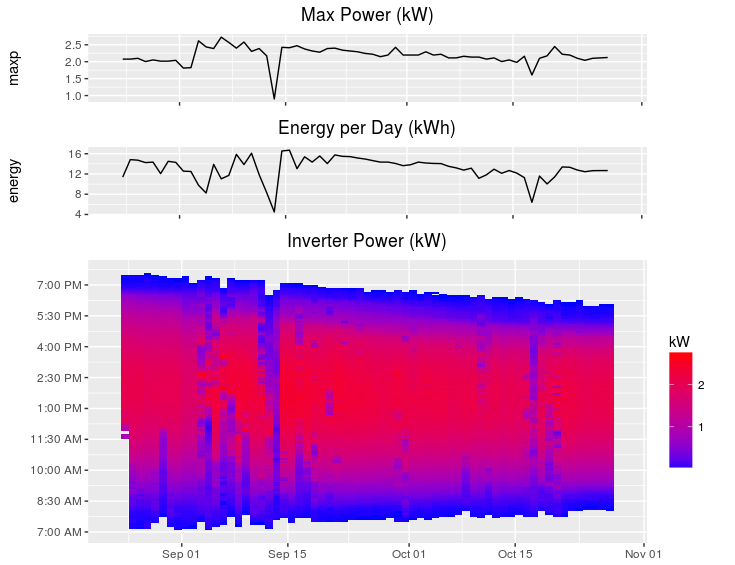 Max Power (kW)
maxp
2.5
2.0
1.5
1.0
Energy per Day (kWh)
energy
16
12
8
4
Inverter Power (kW)
7:00 PM
5:30 PM
4:00 PM
2:30 PM
1:00 PM
11:30 AM
10:00 AM
8:30 AM
7:00 AM
Sep 01 Sep 15 Oct 01 Oct 15 Nov 01
kW
2
1